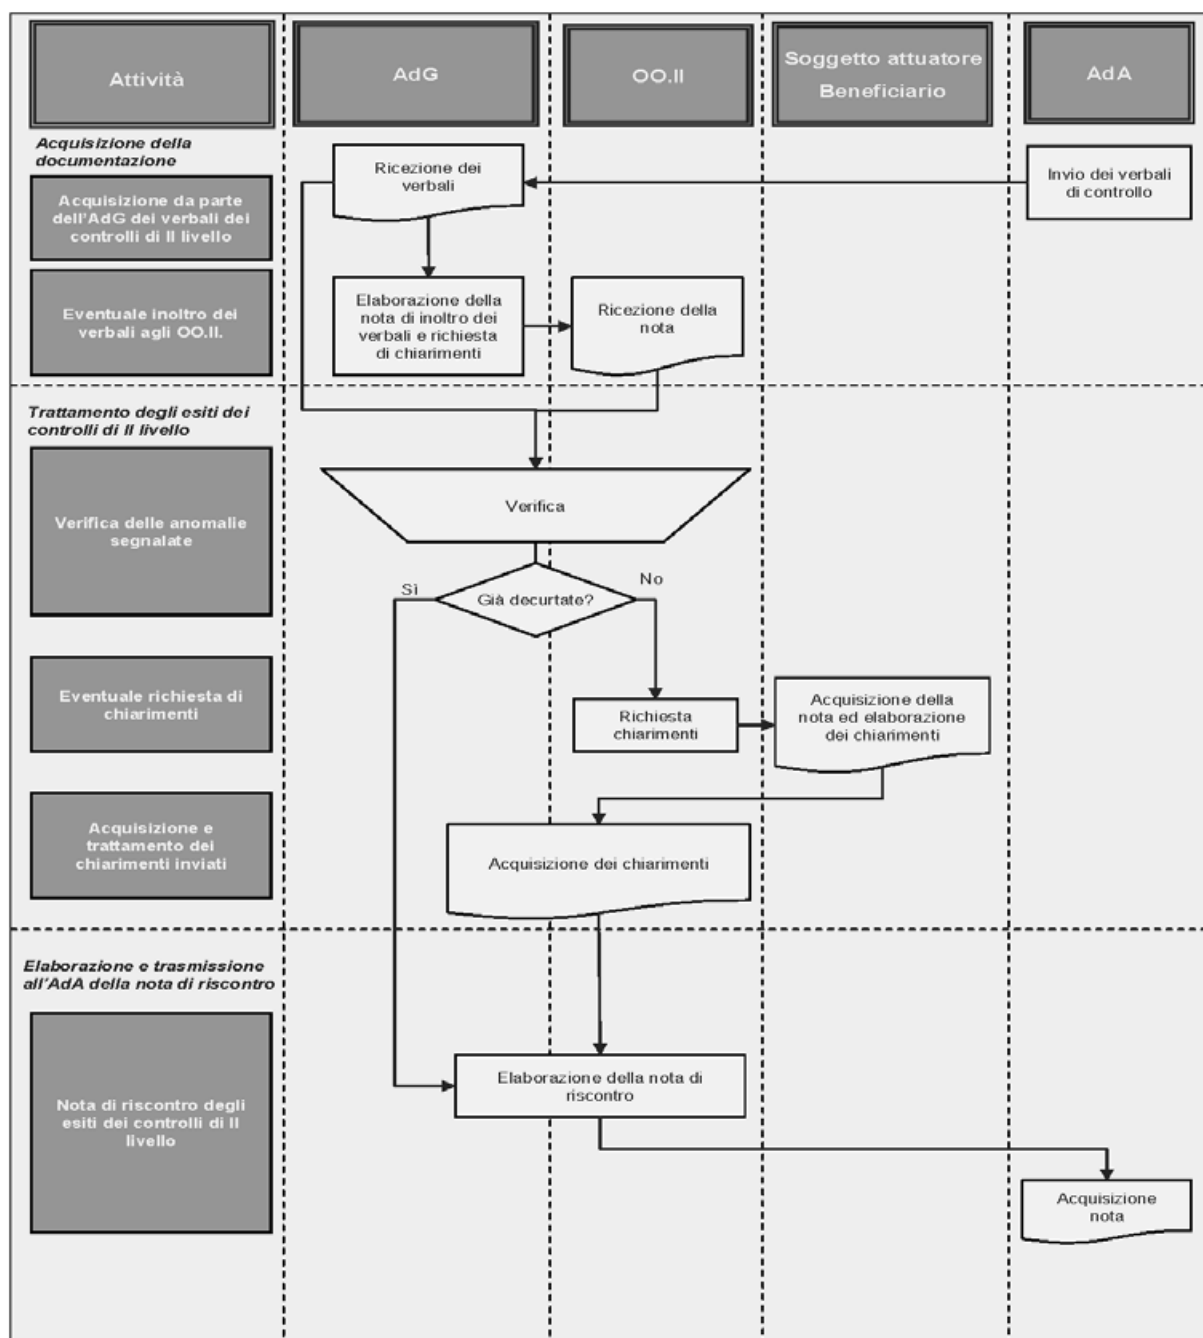 Attività
AdG
OO.II
Soggetto attuatore
Beneficiario
AdA
Acquisizione della
documentazione
Acquisizione da parte
dell'AdG dei verbali dei
controlli di II livello
Ricezione dei
verbali
Invio dei verbali
di controllo
Eventuale inoltro dei
verbali agli OO.II.
Elaborazione della
nota di inoltro dei
verbali e richiesta
di chiarimenti
Ricezione della
nota
Trattamento degli esiti dei
controlli di II livello
Verifica delle anomalie
segnalate
Verifica
Sì
Già decurtate?
No
Eventuale richiesta di
chiarimenti
Richiesta
chiarimenti
Acquisizione della
nota ed elaborazione
dei chiarimenti
Acquisizione e
trattamento dei
chiarimenti inviati
Acquisizione dei chiarimenti
Elaborazione e trasmissione
all'AdA della nota di riscontro
Nota di riscontro degli
esiti dei controlli di II
livello
Elaborazione della nota di
riscontro
Acquisizione
nota